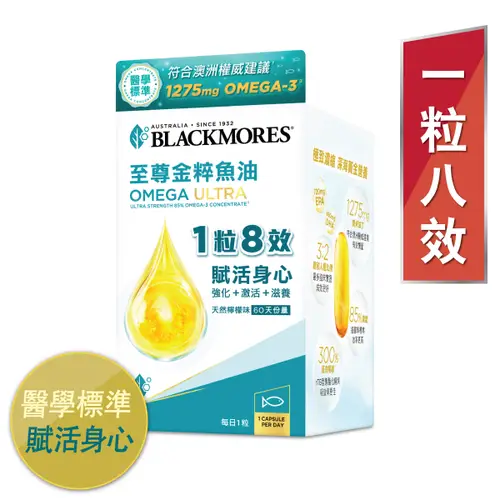 醫學
標準
符合澳洲權威建議
1275mg OMEGA-3
AUSTRALIA • SINCE 1932
BLACKMORES®
至尊金粹魚油
OMEGA ULTRA
ULTRA STRENGTH 85% OMEGA-3 CONCENTRATE
1粒8效
賦活身心
強化+激活+滋養
天然檸檬味 60天份量
每日1粒
1 CAPSULE
PER DAY
1275mg
3:2
85%
300%
一粒八效
醫學標準
賦活身心